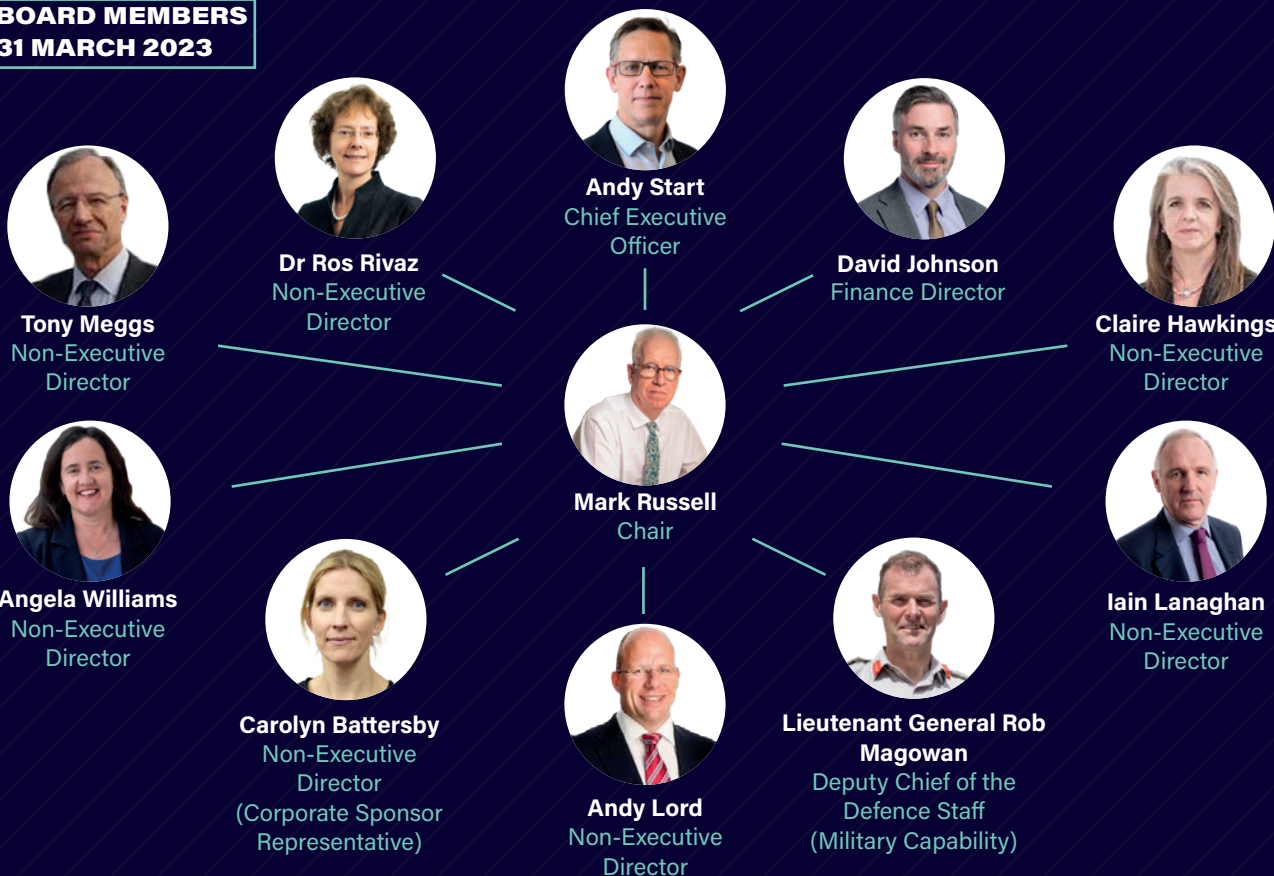 BOARD MEMBERS
31 MARCH 2023
Andy Start
Chief Executive
Officer
Dr Ros Rivaz
Non-Executive
Director
David Johnson
Finance Director
Tony Meggs
Non-Executive
Director
Claire Hawkings
Non-Executive
Director
Mark Russell
Chair
Angela Williams
Non-Executive
Director
Iain Lanaghan
Non-Executive
Director
Carolyn Battersby
Non-Executive
Director
(Corporate Sponsor
Representative)
Andy Lord
Non-Executive
Director
Lieutenant General Rob
Magowan
Deputy Chief of the
Defence Staff
(Military Capability)